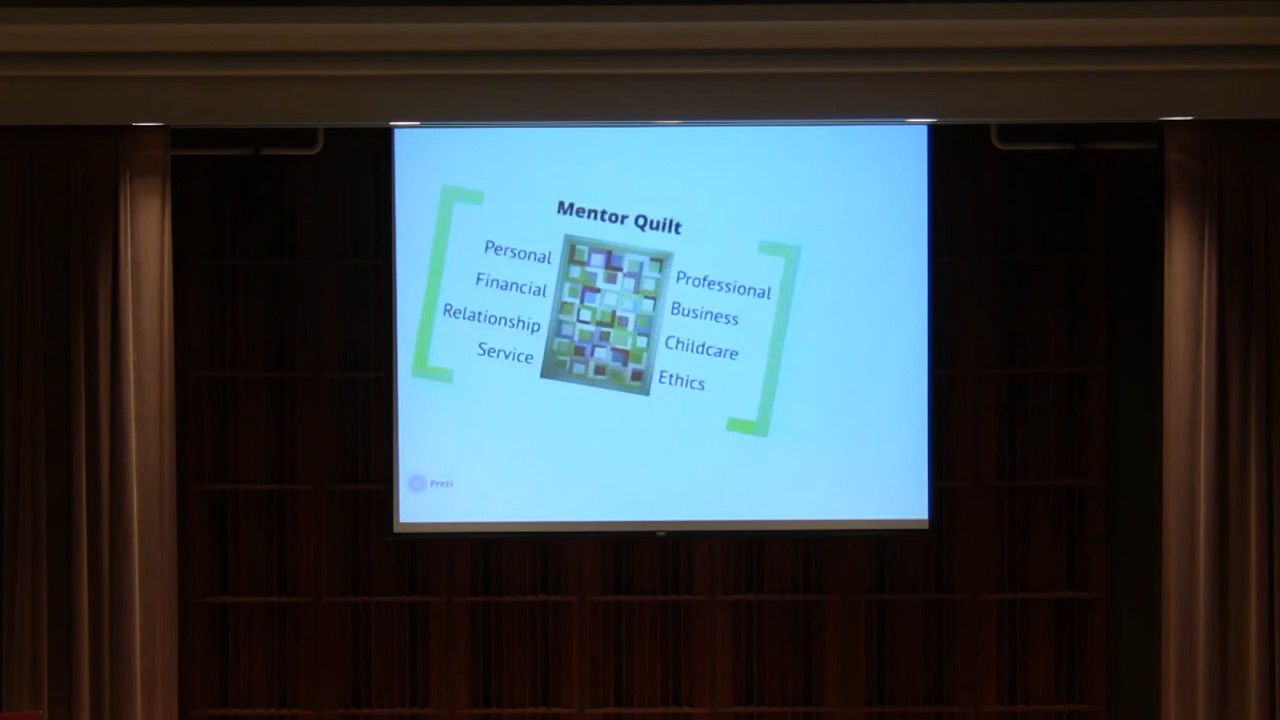 Mentor Quilt
Personal
Financial
Relationship
Service
Professional
Business
Childcare
Ethics
Prezi